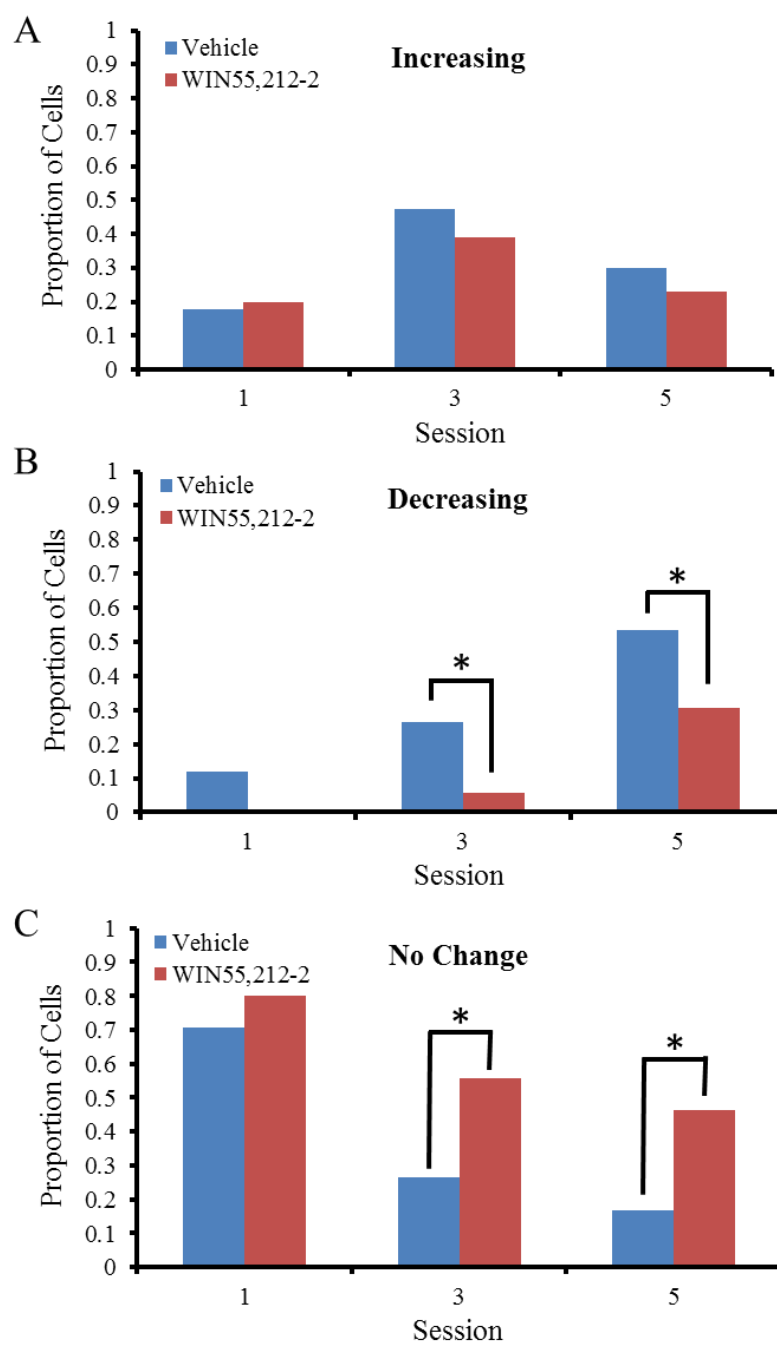 A
Vehicle
WIN55,212-2
Increasing
Proportion of Cells
1
0.9
0.8
0.7
0.6
0.5
0.4
0.3
0.2
0.1
0
1 3 5
Session
B
Vehicle
WIN55,212-2
Decreasing
Proportion of Cells
1
0.9
0.8
0.7
0.6
0.5
0.4
0.3
0.2
0.1
0
*
*
1 3 5
Session
C
Vehicle
WIN55,212-2
No Change
Proportion of Cells
1
0.9
0.8
0.7
0.6
0.5
0.4
0.3
0.2
0.1
0
*
*
1 3 5
Session